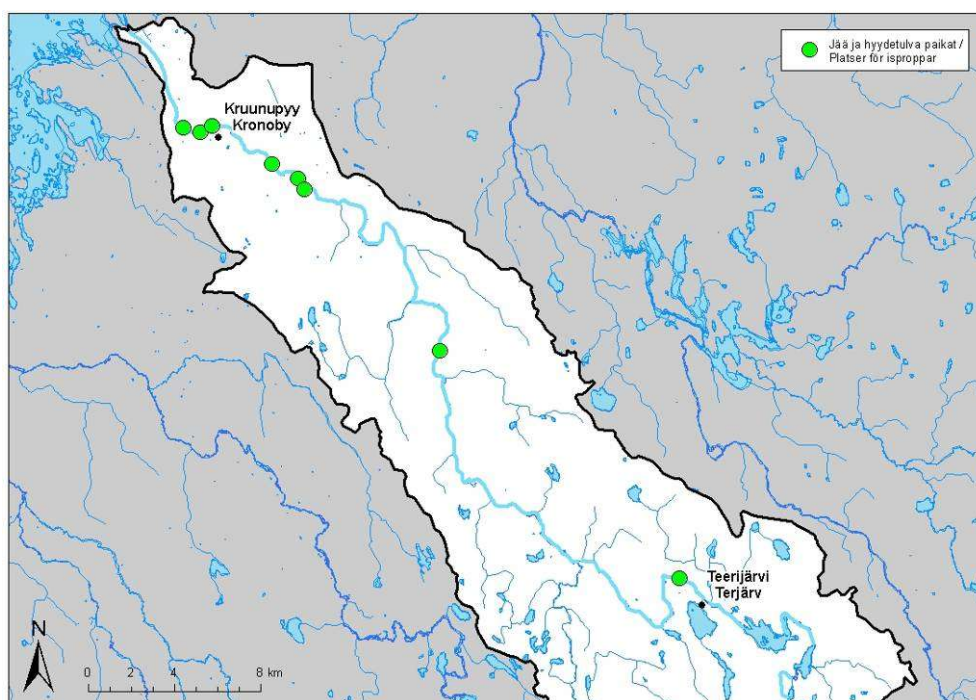 Jää ja hyydetulva paikat /
Platser för isproppar
Kruunupyy
Kronoby
Teerijärvi
Terjärv
N
0 2 4 8 km